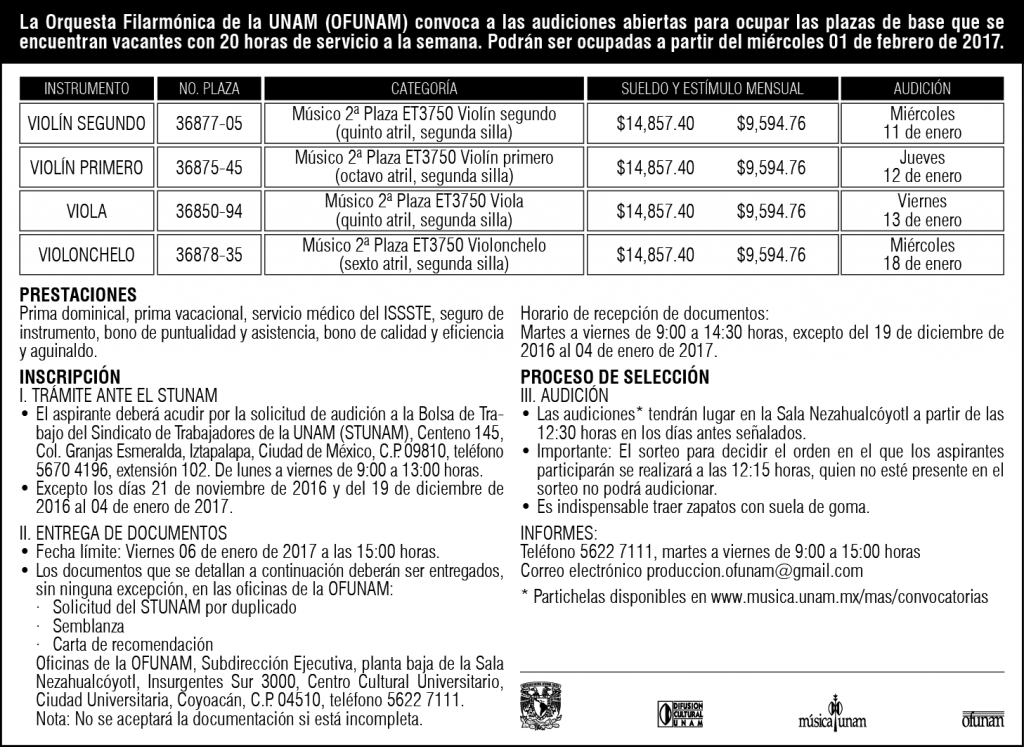 La Orquesta Filarmónica de la UNAM (OFUNAM) convoca a las audiciones abiertas para ocupar las plazas de base que se
encuentran vacantes con 20 horas de servicio a la semana. Podrán ser ocupadas a partir del miércoles 01 de febrero de 2017.
INSTRUMENTO NO. PLAZA CATEGORÍA SUELDO Y ESTÍMULO MENSUAL AUDICIÓN
VIOLÍN SEGUNDO 36877-05 Músico 2ª Plaza ET3750 Violín segundo
(quinto atril, segunda silla) $14,857.40 $9,594.76 Miércoles
11 de enero
VIOLÍN PRIMERO 36875-45 Músico 2ª Plaza ET3750 Violín primero
(octavo atril, segunda silla) $14,857.40 $9,594.76 Jueves
12 de enero
VIOLA 36850-94 Músico 2ª Plaza ET3750 Viola
(quinto atril, segunda silla) $14,857.40 $9,594.76 Viernes
13 de enero
VIOLONCHELO 36878-35 Músico 2ª Plaza ET3750 Violonchelo
(sexto atril, segunda silla) $14,857.40 $9,594.76 Miércoles
18 de enero
PRESTACIONES
Prima dominical, prima vacacional, servicio médico del ISSSTE, seguro de
instrumento, bono de puntualidad y asistencia, bono de calidad y eficiencia
y aguinaldo.
INSCRIPCIÓN
I. TRÁMITE ANTE EL STUNAM
• El aspirante deberá acudir por la solicitud de audición a la Bolsa de Tra-
bajo del Sindicato de Trabajadores de la UNAM (STUNAM), Centeno 145,
Col. Granjas Esmeralda, Iztapalapa, Ciudad de México, C.P. 09810, teléfono
5670 4196, extensión 102. De lunes a viernes de 9:00 a 13:00 horas.
• Excepto los días 21 de noviembre de 2016 y del 19 de diciembre de
2016 al 04 de enero de 2017.
II. ENTREGA DE DOCUMENTOS
• Fecha límite: Viernes 06 de enero de 2017 a las 15:00 horas.
• Los documentos que se detallan a continuación deberán ser entregados,
sin ninguna excepción, en las oficinas de la OFUNAM:
· Solicitud del STUNAM por duplicado
· Semblanza
· Carta de recomendación
Oficinas de la OFUNAM, Subdirección Ejecutiva, planta baja de la Sala
Nezahualcóyotl, Insurgentes Sur 3000, Centro Cultural Universitario,
Ciudad Universitaria, Coyoacán, C.P. 04510, teléfono 5622 7111.
Nota: No se aceptará la documentación si está incompleta.
Horario de recepción de documentos:
Martes a viernes de 9:00 a 14:30 horas, excepto del 19 de diciembre de
2016 al 04 de enero de 2017.
PROCESO DE SELECCIÓN
III. AUDICIÓN
• Las audiciones* tendrán lugar en la Sala Nezahualcóyotl a partir de las
12:30 horas en los días antes señalados.
• Importante: El sorteo para decidir el orden en el que los aspirantes
participarán se realizará a las 12:15 horas, quien no esté presente en el
sorteo no podrá audicionar.
• Es indispensable traer zapatos con suela de goma.
INFORMES:
Teléfono 5622 7111, martes a viernes de 9:00 a 15:00 horas
Correo electrónico produccion.ofunam@gmail.com
* Partichelas disponibles en www.musica.unam.mx/mas/convocatorias
DIFUSIÓN
CULTURAL
UNAM
música unam
ofunam